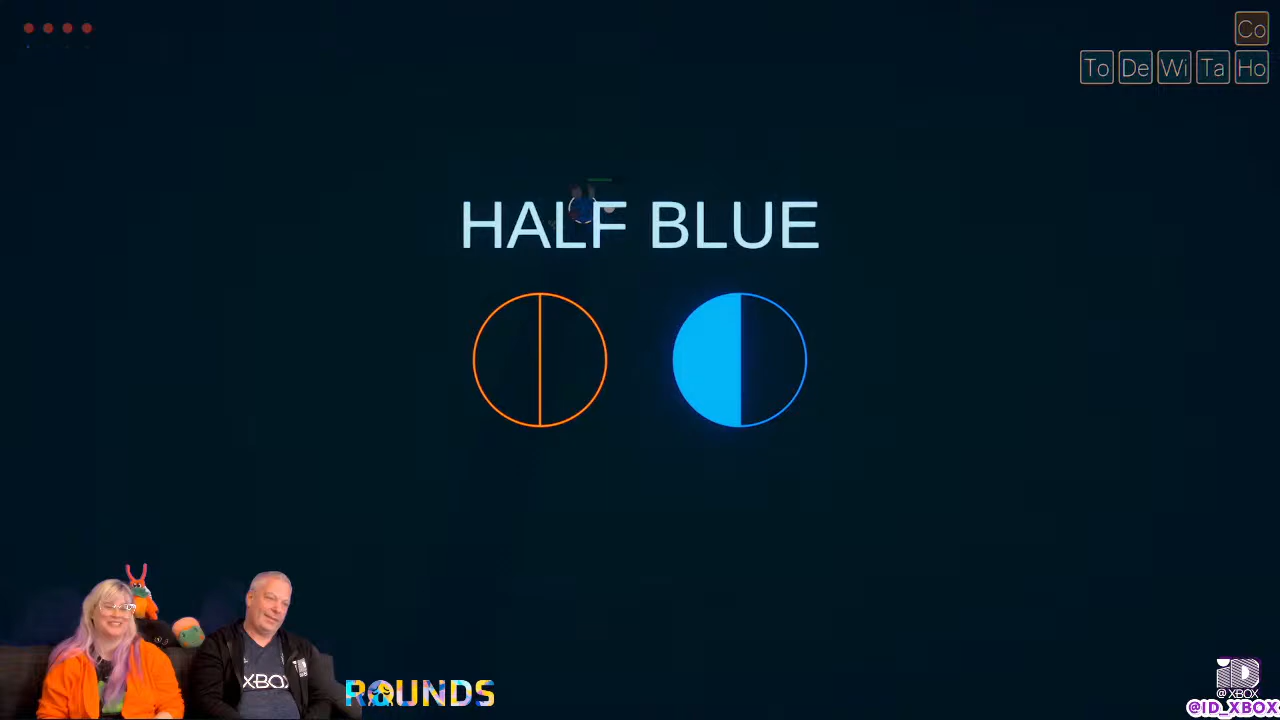 Co
To De Wi Ta Ho
HALF BLUE
XBOX
ROUNDS
iD
@XBOX
@ID_XBOX